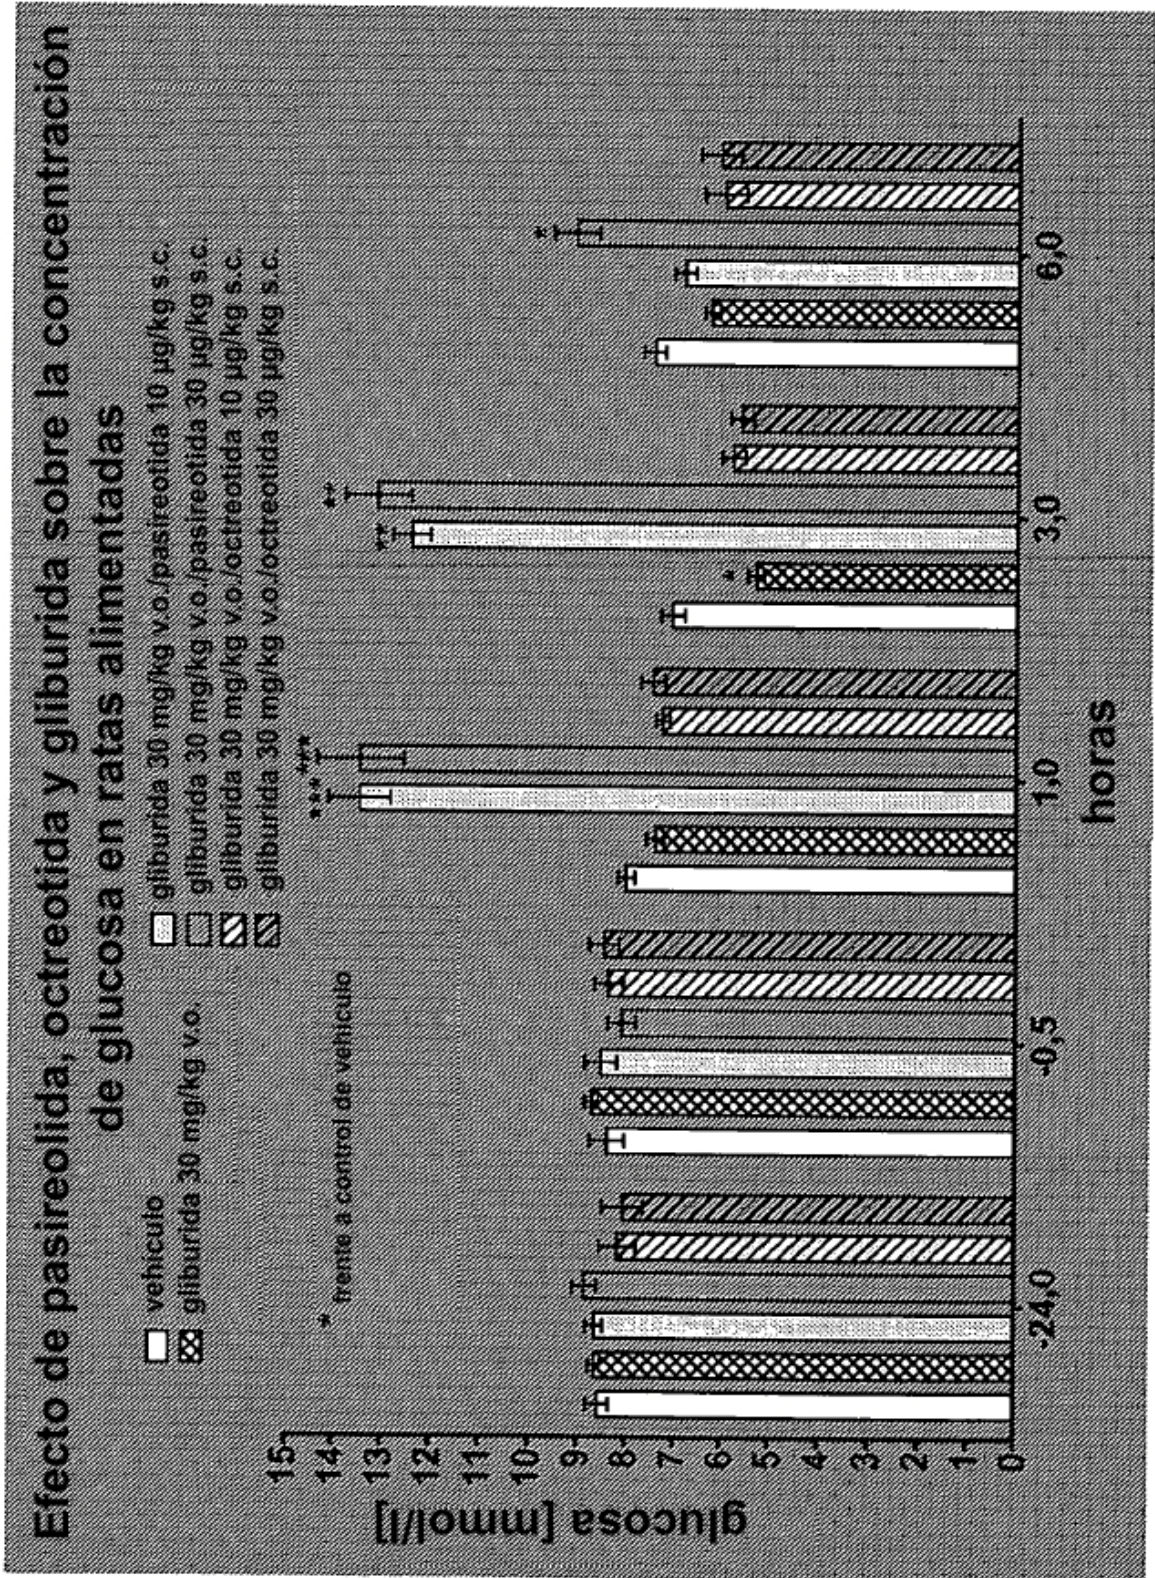 Efecto de pasireolida, octreotida y gliburida sobre la concentración
de glucosa en ratas alimentadas
vehículo
gliburida 30 mg/kg v.o.
gliburida 30 mg/kg v.o./pasireotida 10 µg/kg s.c.
gliburida 30 mg/kg v.o./pasireotida 30 µg/kg s.c.
gliburida 30 mg/kg v.o./octreotida 10 µg/kg s.c.
gliburida 30 mg/kg v.o./octreotida 30 µg/kg s.c.
* frente a control de vehículo
glucosa [mmol/l]
15
14
13
12
11
10
9
8
7
6
5
4
3
2
1
0
***
***
*
**
**
*
-24,0
-0,5
1,0
3,0
6,0
horas